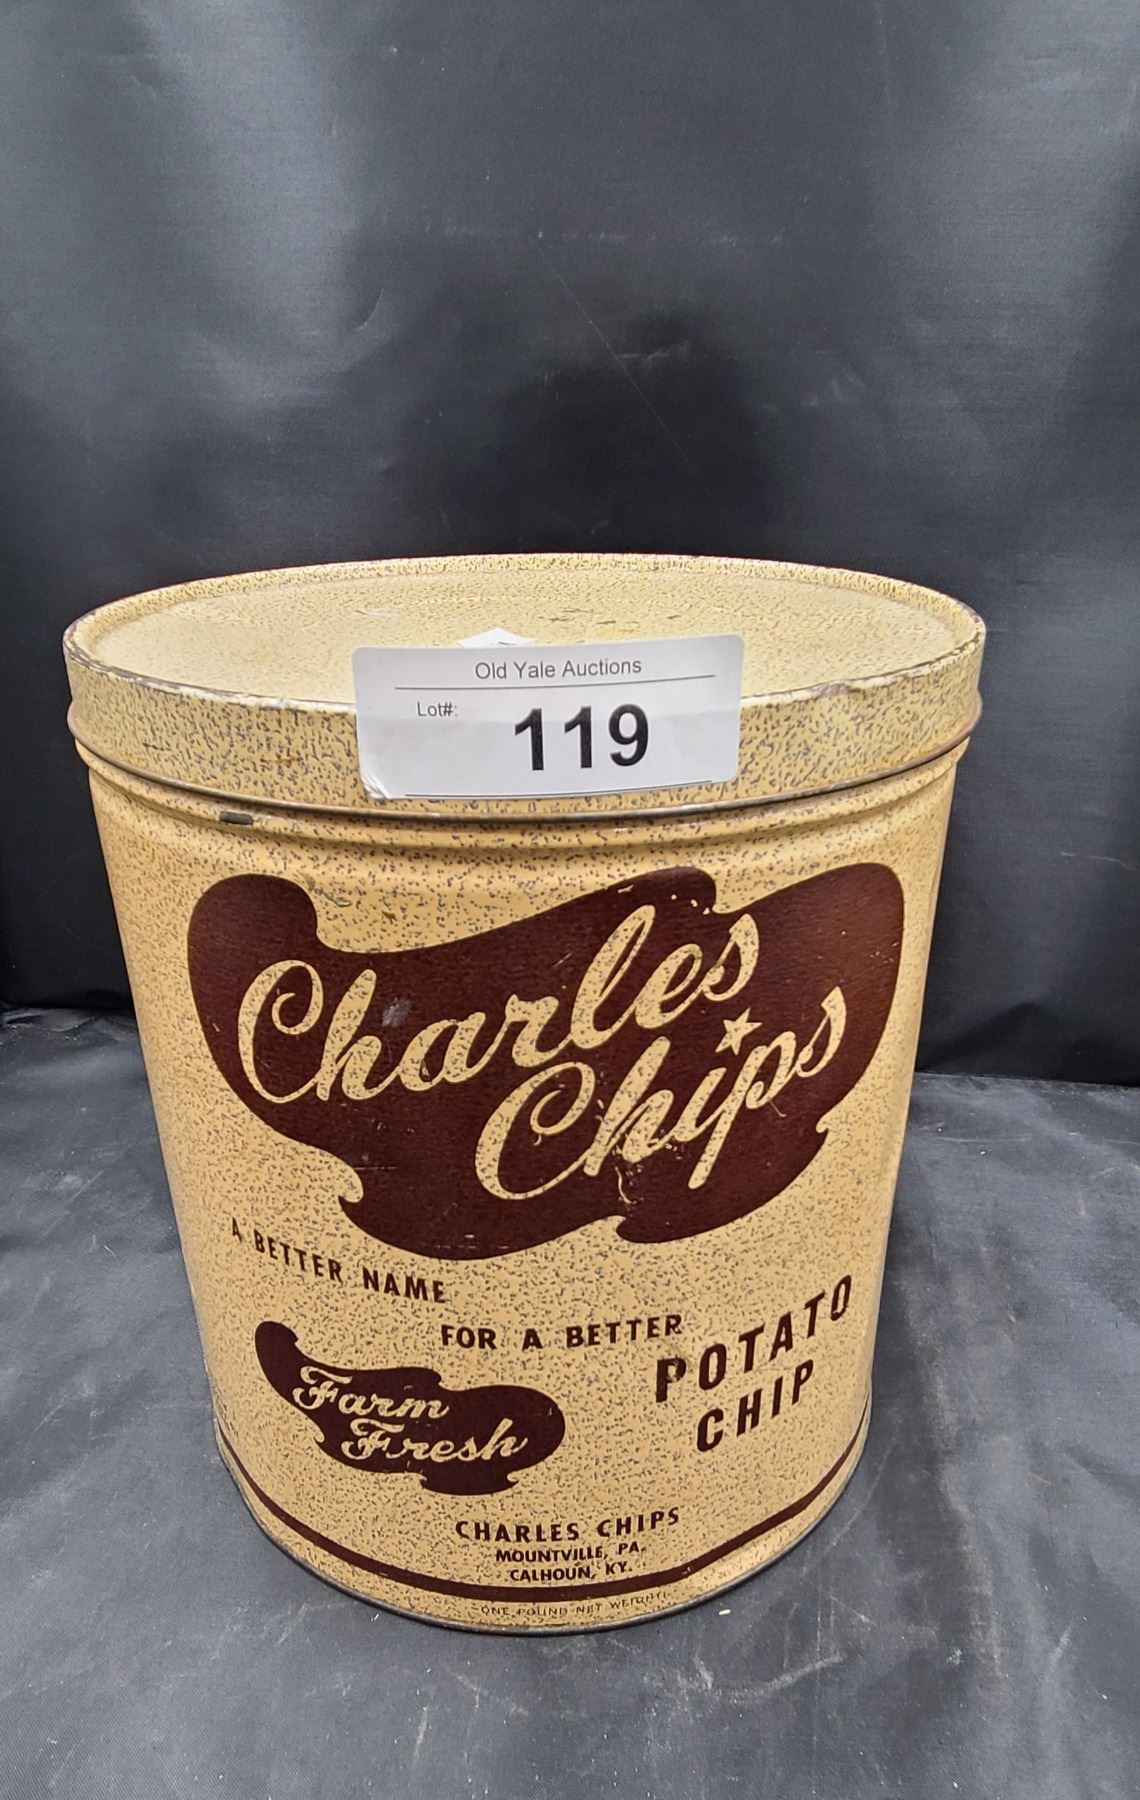 Old Yale Auctions
Lot#: 119
Charles
Chips
A BETTER NAME
FOR A BETTER
POTATO
CHIP
Farm
Fresh
CHARLES CHIPS
MOUNTVILLE, PA.
CALHOUN, KY.
ONE POUND NET WEIGHT